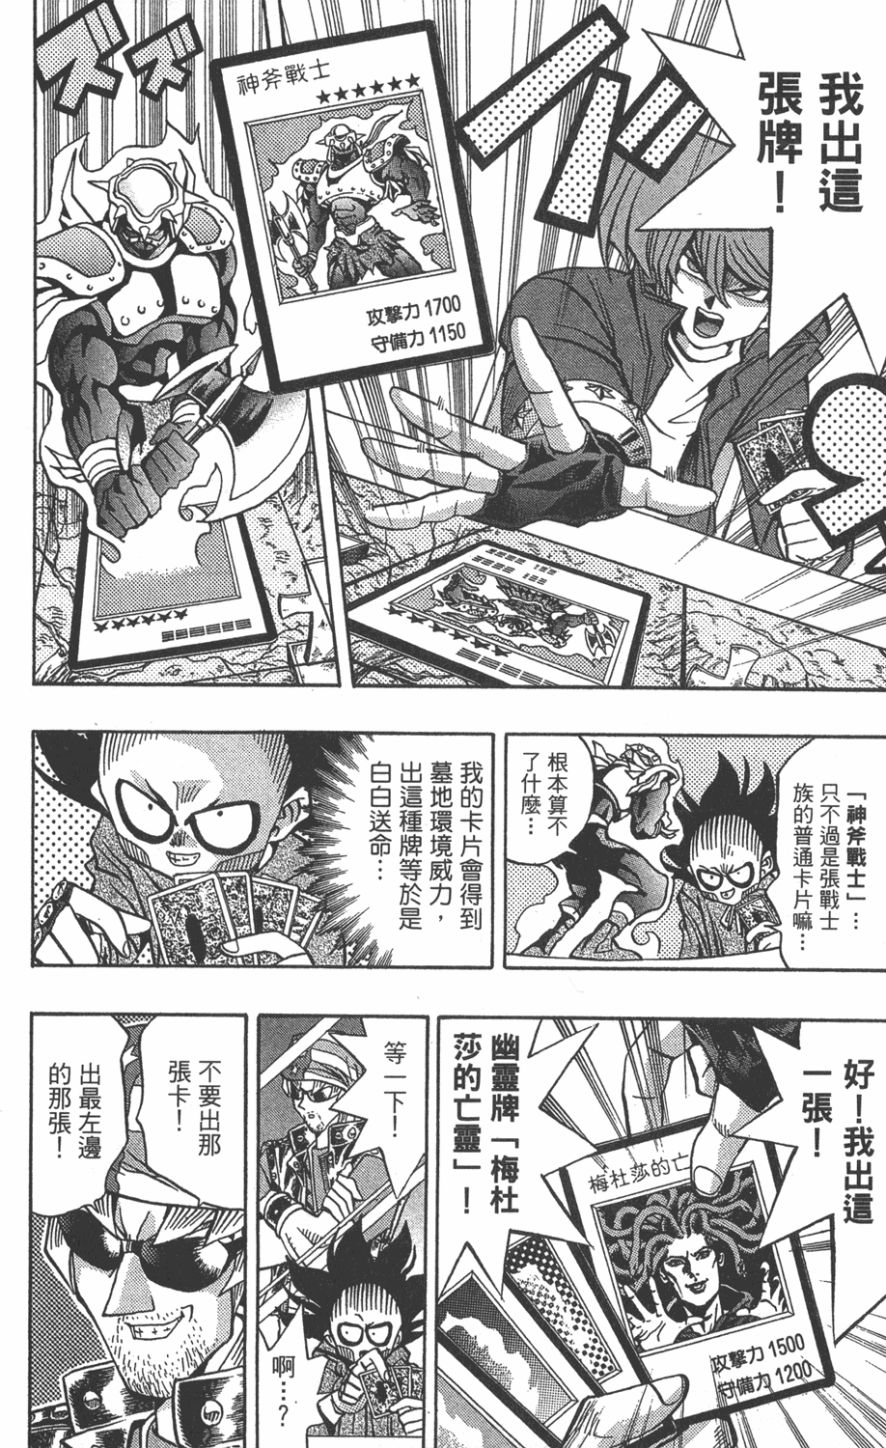 我出這
張牌！
ズズ
神斧戰士
攻擊力 1700
守備力 1150
「神斧戰士」…
只不過是張戰士
族的普通卡片嘛…
根本算不
了什麼…
我的卡片會得到
墓地環境威力，
出這種牌等於是
白白送命…
好！我出這
一張！
幽靈牌「梅杜
莎的亡靈」！
梅杜莎的亡
攻擊力 1500
守備力 1200
等一下！
啊…？
不要出那
張卡！
出最左邊
的那張！